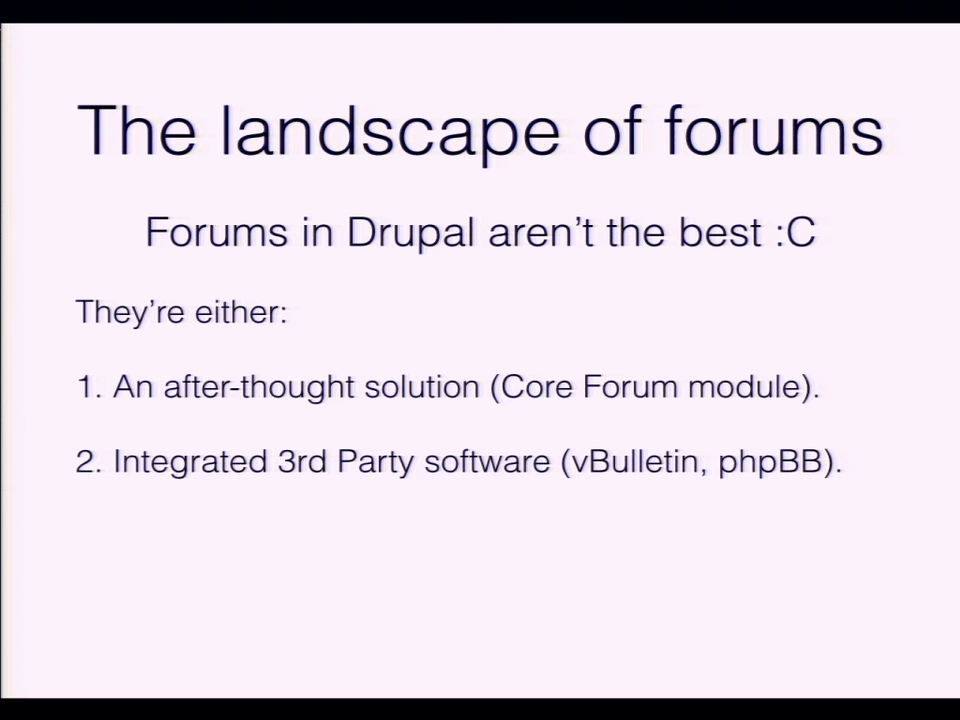 The landscape of forums
Forums in Drupal aren’t the best :C
They’re either:
1. An after-thought solution (Core Forum module).
2. Integrated 3rd Party software (vBulletin, phpBB).